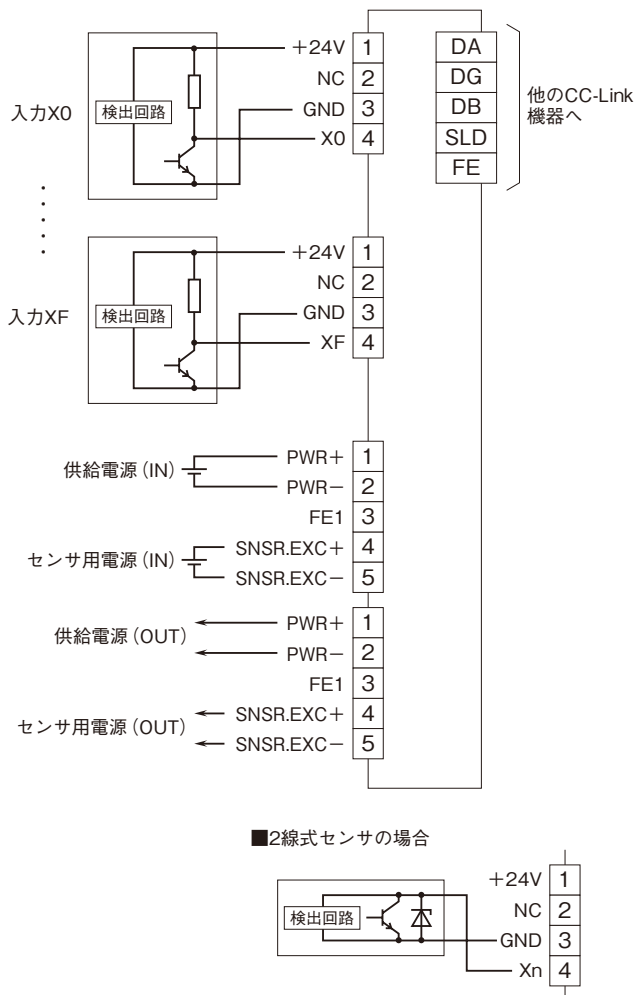 入力X0
検出回路
+24V 1
NC 2
GND 3
X0 4
DA
DG
DB
SLD
FE
他のCC-Link
機器へ
入力XF
検出回路
+24V 1
NC 2
GND 3
XF 4
供給電源（IN）
PWR+ 1
PWR− 2
FE1 3
センサ用電源（IN）
SNSR.EXC+ 4
SNSR.EXC− 5
供給電源（OUT）
PWR+ 1
PWR− 2
FE1 3
センサ用電源（OUT）
SNSR.EXC+ 4
SNSR.EXC− 5
■2線式センサの場合
検出回路
+24V 1
NC 2
GND 3
Xn 4